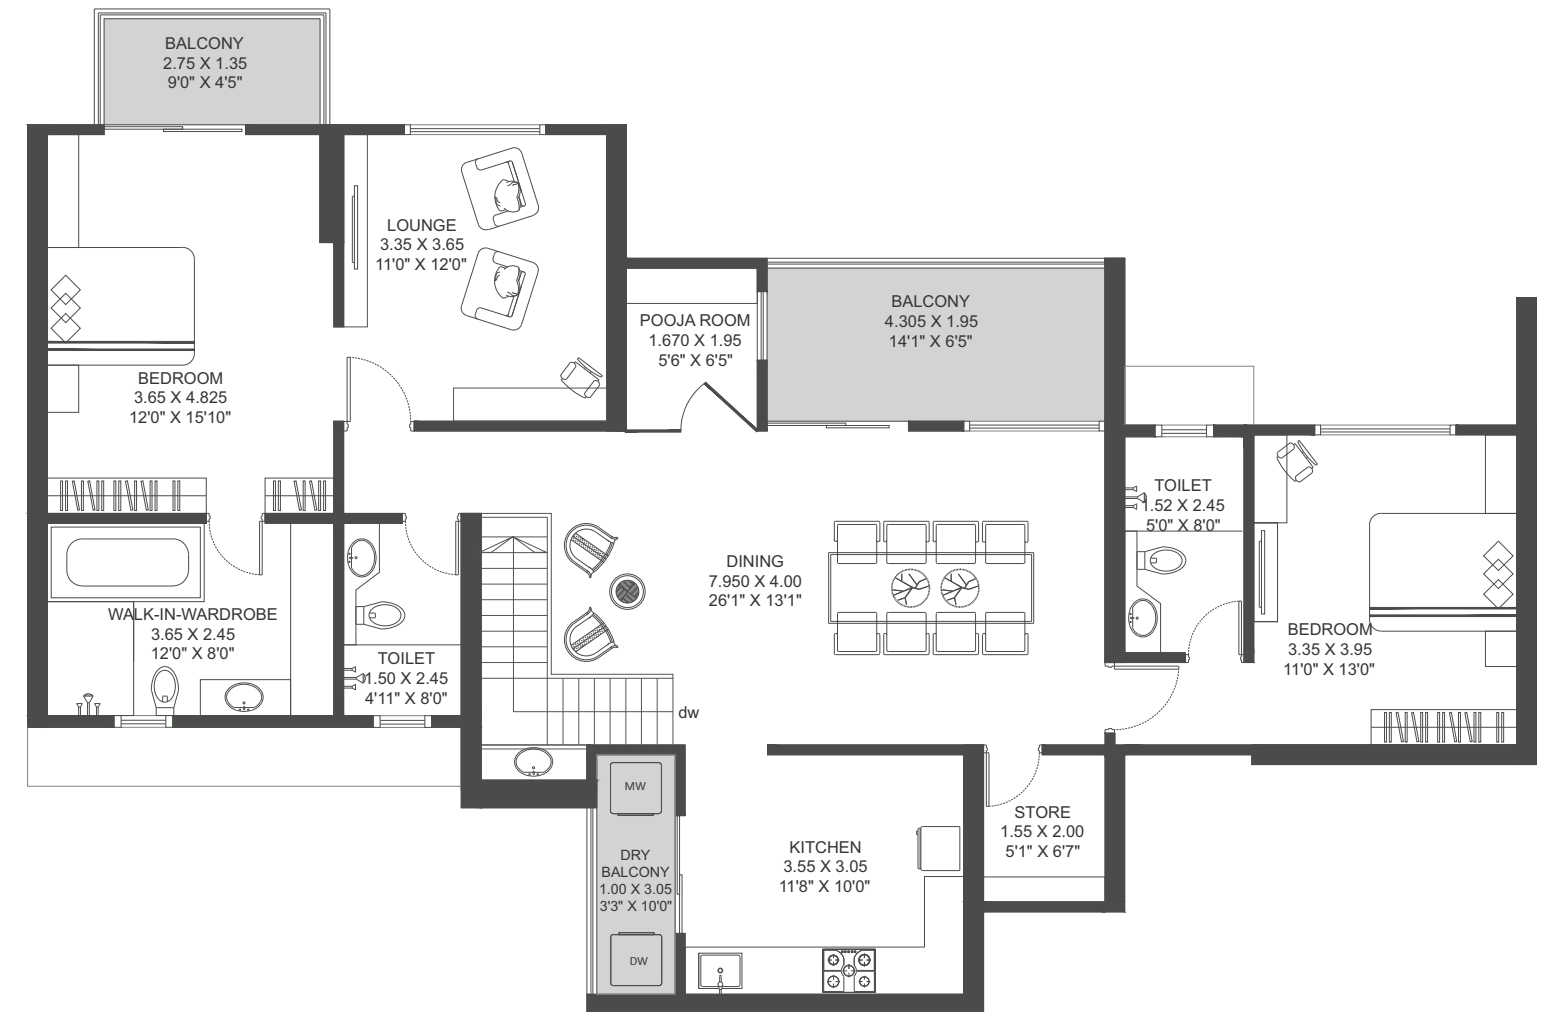 BALCONY
2.75 X 1.35
9'0" X 4'5"
LOUNGE
3.35 X 3.65
11'0" X 12'0"
POOJA ROOM
1.670 X 1.95
5'6" X 6'5"
BALCONY
4.305 X 1.95
14'1" X 6'5"
BEDROOM
3.65 X 4.825
12'0" X 15'10"
TOILET
1.52 X 2.45
5'0" X 8'0"
DINING
7.950 X 4.00
26'1" X 13'1"
WALK-IN-WARDROBE
3.65 X 2.45
12'0" X 8'0"
TOILET
1.50 X 2.45
4'11" X 8'0"
BEDROOM
3.35 X 3.95
11'0" X 13'0"
dw
MW
DRY
BALCONY
1.00 X 3.05
3'3" X 10'0"
DW
KITCHEN
3.55 X 3.05
11'8" X 10'0"
STORE
1.55 X 2.00
5'1" X 6'7"